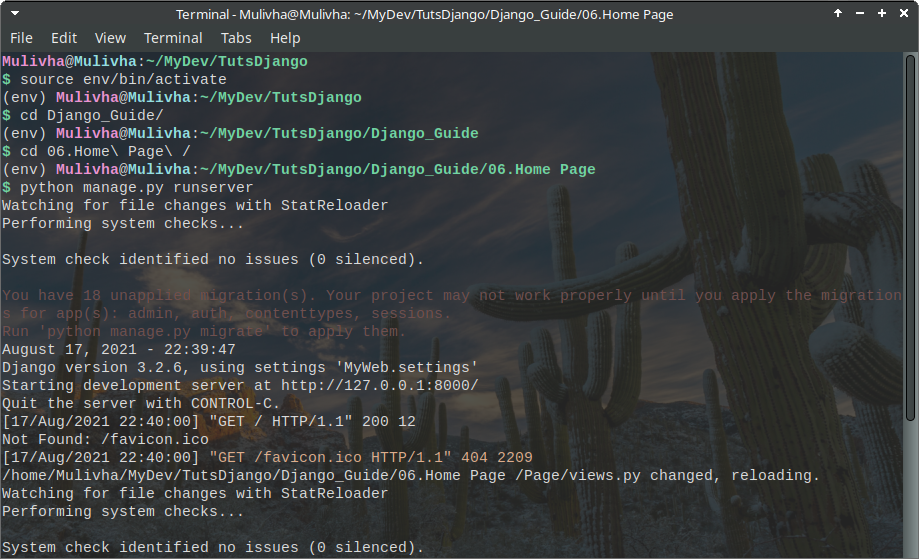 Terminal - Mulivha@Mulivha: ~/MyDev/TutsDjango/Django_Guide/06.Home Page
File Edit View Terminal Tabs Help
Mulivha@Mulivha:~/MyDev/TutsDjango
$ source env/bin/activate
(env) Mulivha@Mulivha:~/MyDev/TutsDjango
$ cd Django_Guide/
(env) Mulivha@Mulivha:~/MyDev/TutsDjango/Django_Guide
$ cd 06.Home\ Page\ /
(env) Mulivha@Mulivha:~/MyDev/TutsDjango/Django_Guide/06.Home Page
$ python manage.py runserver
Watching for file changes with StatReloader
Performing system checks...
System check identified no issues (0 silenced).
You have 18 unapplied migration(s). Your project may not work properly until you apply the migration
s for app(s): admin, auth, contenttypes, sessions.
Run 'python manage.py migrate' to apply them.
August 17, 2021 - 22:39:47
Django version 3.2.6, using settings 'MyWeb.settings'
Starting development server at http://127.0.0.1:8000/
Quit the server with CONTROL-C.
[17/Aug/2021 22:40:00] "GET / HTTP/1.1" 200 12
Not Found: /favicon.ico
[17/Aug/2021 22:40:00] "GET /favicon.ico HTTP/1.1" 404 2209
/home/Mulivha/MyDev/TutsDjango/Django_Guide/06.Home Page /Page/views.py changed, reloading.
Watching for file changes with StatReloader
Performing system checks...
System check identified no issues (0 silenced).